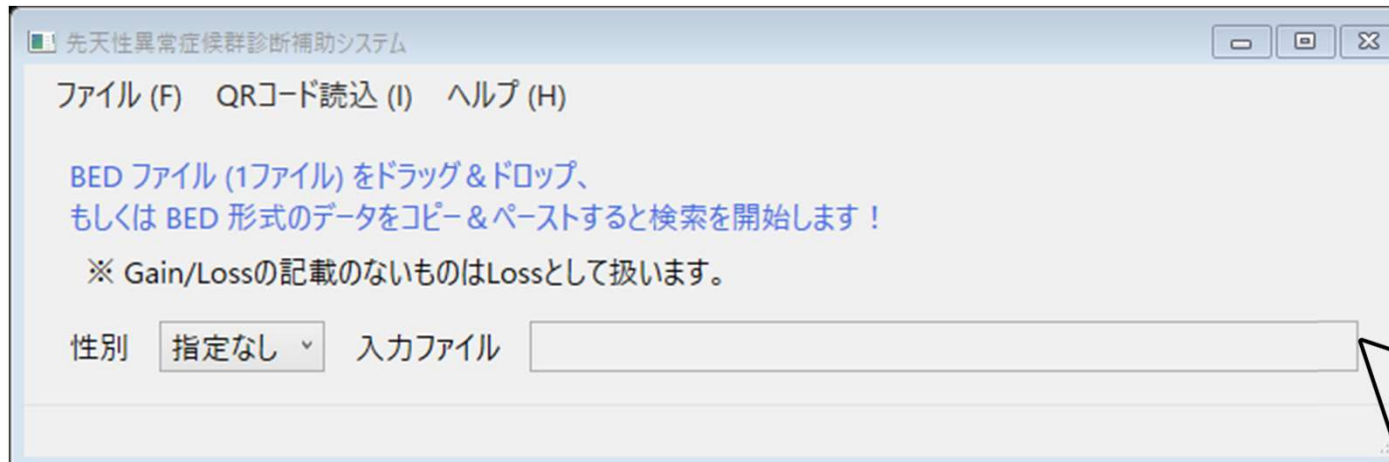 先天性異常症候群診断補助システム
ファイル (F) QRコード読込 (I) ヘルプ (H)
BED ファイル (1ファイル) をドラッグ＆ドロップ、
もしくは BED 形式のデータをコピー＆ペーストすると検索を開始します！
※ Gain/Lossの記載のないものはLossとして扱います。
性別 指定なし 入力ファイル